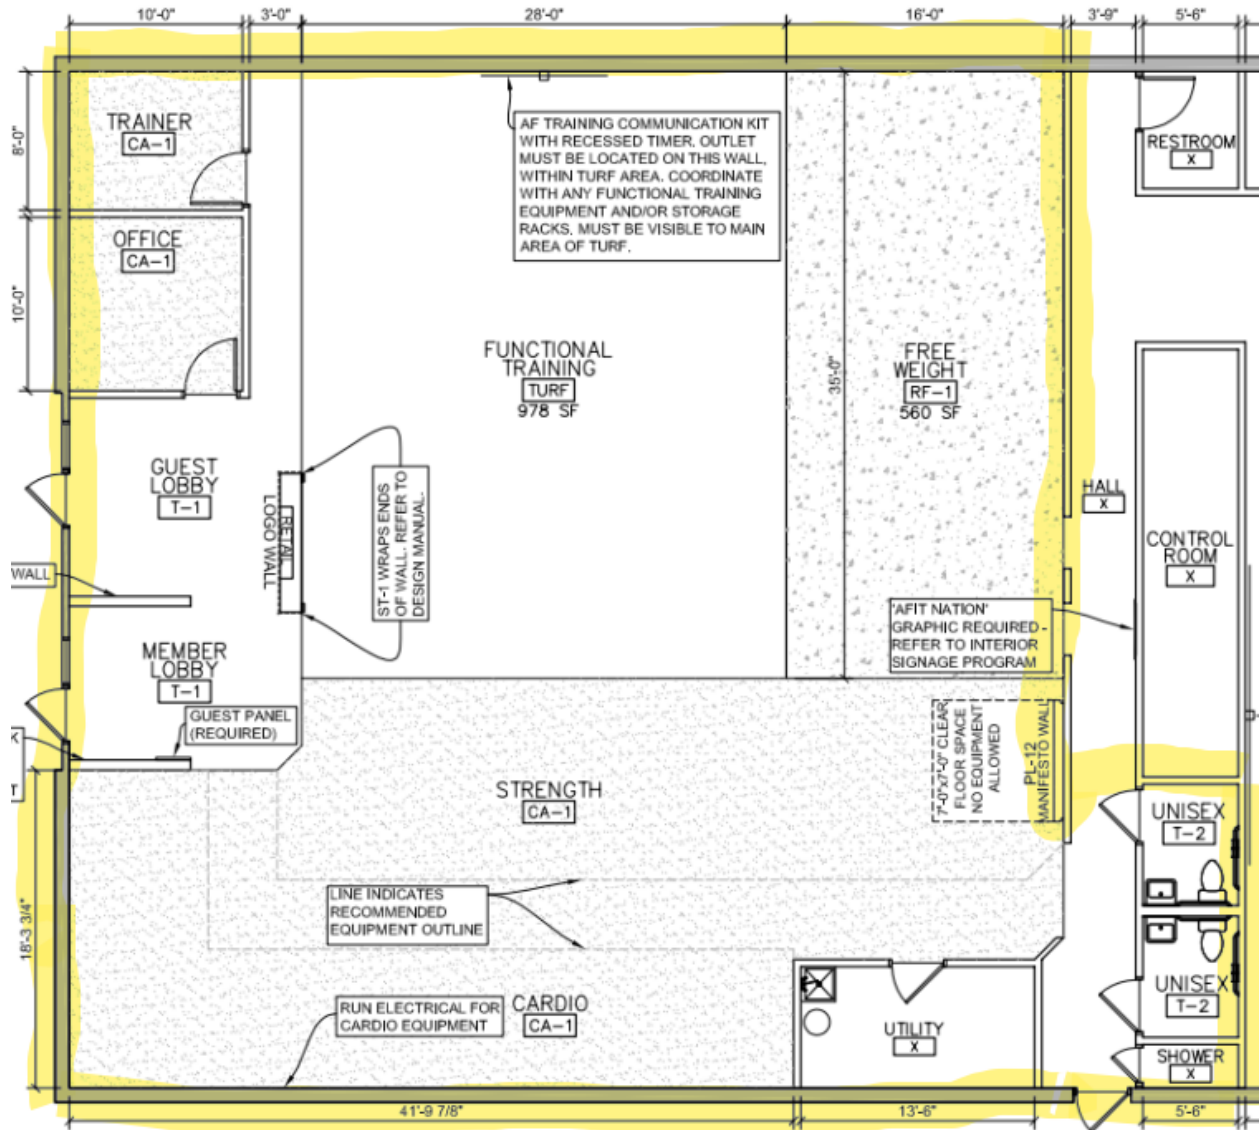 10'-0"
3'-0"
28'-0"
16'-0"
3'-9"
5'-6"
8'-0"
TRAINER
CA-1
AF TRAINING COMMUNICATION KIT
WITH RECESSED TIMER. OUTLET
MUST BE LOCATED ON THIS WALL,
WITHIN TURF AREA. COORDINATE
WITH ANY FUNCTIONAL TRAINING
EQUIPMENT AND/OR STORAGE
RACKS. MUST BE VISIBLE TO MAIN
AREA OF TURF.
RESTROOM
X
OFFICE
CA-1
10'-0"
FUNCTIONAL
TRAINING
TURF
978 SF
35'-0"
FREE
WEIGHT
RF-1
560 SF
GUEST
LOBBY
T-1
RETAIL
LOGO WALL
ST-1 WRAPS ENDS
OF WALL. REFER TO
DESIGN MANUAL.
HALL
X
CONTROL
ROOM
X
WALL
'AFIT NATION'
GRAPHIC REQUIRED -
REFER TO INTERIOR
SIGNAGE PROGRAM
MEMBER
LOBBY
T-1
GUEST PANEL
(REQUIRED)
K
T
7'-0"x7'-0" CLEAR
FLOOR SPACE
NO EQUIPMENT
ALLOWED
PL-12
MANIFESTO WALL
STRENGTH
CA-1
UNISEX
T-2
LINE INDICATES
RECOMMENDED
EQUIPMENT OUTLINE
18'-3 3/4"
UNISEX
T-2
RUN ELECTRICAL FOR
CARDIO EQUIPMENT
CARDIO
CA-1
UTILITY
X
SHOWER
X
41'-9 7/8"
13'-6"
5'-6"